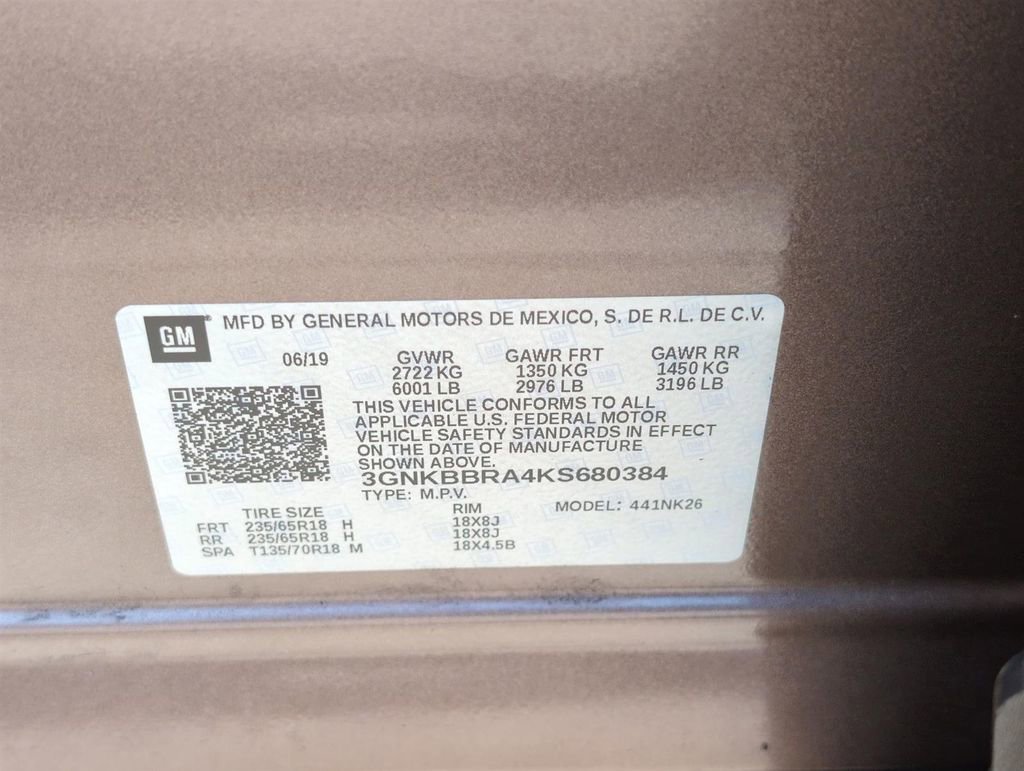 GM MFD BY GENERAL MOTORS DE MEXICO, S. DE R.L. DE C.V.
06/19 GVWR GAWR FRT GAWR RR
2722 KG 1350 KG 1450 KG
6001 LB 2976 LB 3196 LB
THIS VEHICLE CONFORMS TO ALL
APPLICABLE U.S. FEDERAL MOTOR
VEHICLE SAFETY STANDARDS IN EFFECT
ON THE DATE OF MANUFACTURE
SHOWN ABOVE.
3GNKBBRA4KS680384
TYPE: M.P.V. MODEL: 441NK26
TIRE SIZE RIM
FRT 235/65R18 H 18X8J
RR 235/65R18 H 18X8J
SPA T135/70R18 M 18X4.5B